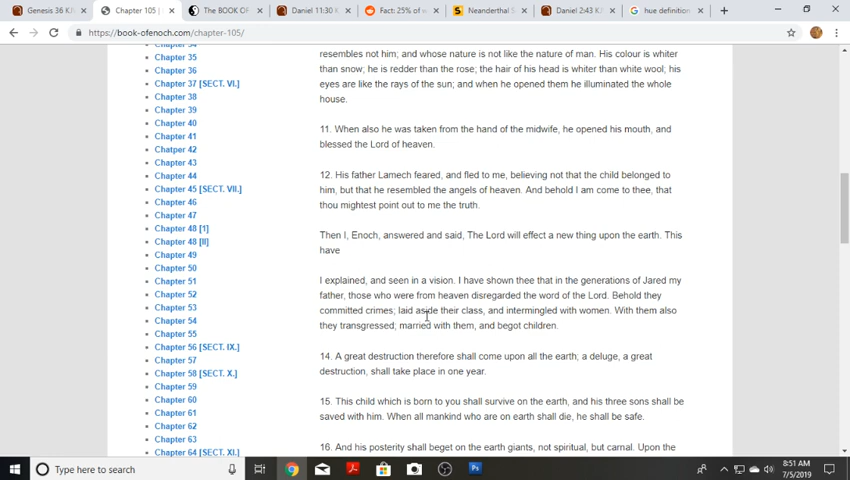 Genesis 36 KJ
Chapter 105 |
The BOOK OF
Daniel 11:30 K
Fact: 25% of w
Neanderthal S
Daniel 2:43 K
hue definition
https://book-ofenoch.com/chapter-105/
Chapter 35
Chapter 36
Chapter 37 [SECT. VI.]
Chapter 38
Chapter 39
Chapter 40
Chapter 41
Chatper 42
Chapter 43
Chapter 44
Chapter 45 [SECT. VII.]
Chapter 46
Chapter 47
Chapter 48 [1]
Chapter 48 [II]
Chapter 49
Chapter 50
Chapter 51
Chapter 52
Chapter 53
Chapter 54
Chapter 55
Chapter 56 [SECT. IX.]
Chapter 57
Chapter 58 [SECT. X.]
Chapter 59
Chapter 60
Chapter 61
Chapter 62
Chapter 63
Chapter 64 [SECT. XI.]
resembles not him; and whose nature is not like the nature of man. His colour is whiter
than snow; he is redder than the rose; the hair of his head is whiter than white wool; his
eyes are like the rays of the sun; and when he opened them he illuminated the whole
house.
11. When also he was taken from the hand of the midwife, he opened his mouth, and
blessed the Lord of heaven.
12. His father Lamech feared, and fled to me, believing not that the child belonged to
him, but that he resembled the angels of heaven. And behold I am come to thee, that
thou mightest point out to me the truth.
Then I, Enoch, answered and said, The Lord will effect a new thing upon the earth. This
have
I explained, and seen in a vision. I have shown thee that in the generations of Jared my
father, those who were from heaven disregarded the word of the Lord. Behold they
committed crimes; laid aside their class, and intermingled with women. With them also
they transgressed; married with them, and begot children.
14. A great destruction therefore shall come upon all the earth; a deluge, a great
destruction, shall take place in one year.
15. This child which is born to you shall survive on the earth, and his three sons shall be
saved with him. When all mankind who are on earth shall die, he shall be safe.
16. And his posterity shall beget on the earth giants, not spiritual, but carnal. Upon the
Type here to search
8:51 AM
7/5/2019